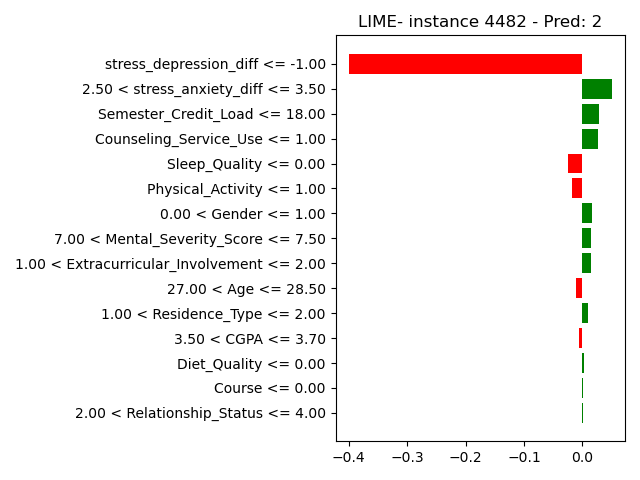 LIME- instance 4482 - Pred: 2
stress_depression_diff <= -1.00
2.50 < stress_anxiety_diff <= 3.50
Semester_Credit_Load <= 18.00
Counseling_Service_Use <= 1.00
Sleep_Quality <= 0.00
Physical_Activity <= 1.00
0.00 < Gender <= 1.00
7.00 < Mental_Severity_Score <= 7.50
1.00 < Extracurricular_Involvement <= 2.00
27.00 < Age <= 28.50
1.00 < Residence_Type <= 2.00
3.50 < CGPA <= 3.70
Diet_Quality <= 0.00
Course <= 0.00
2.00 < Relationship_Status <= 4.00
−0.4 −0.3 −0.2 −0.1 0.0